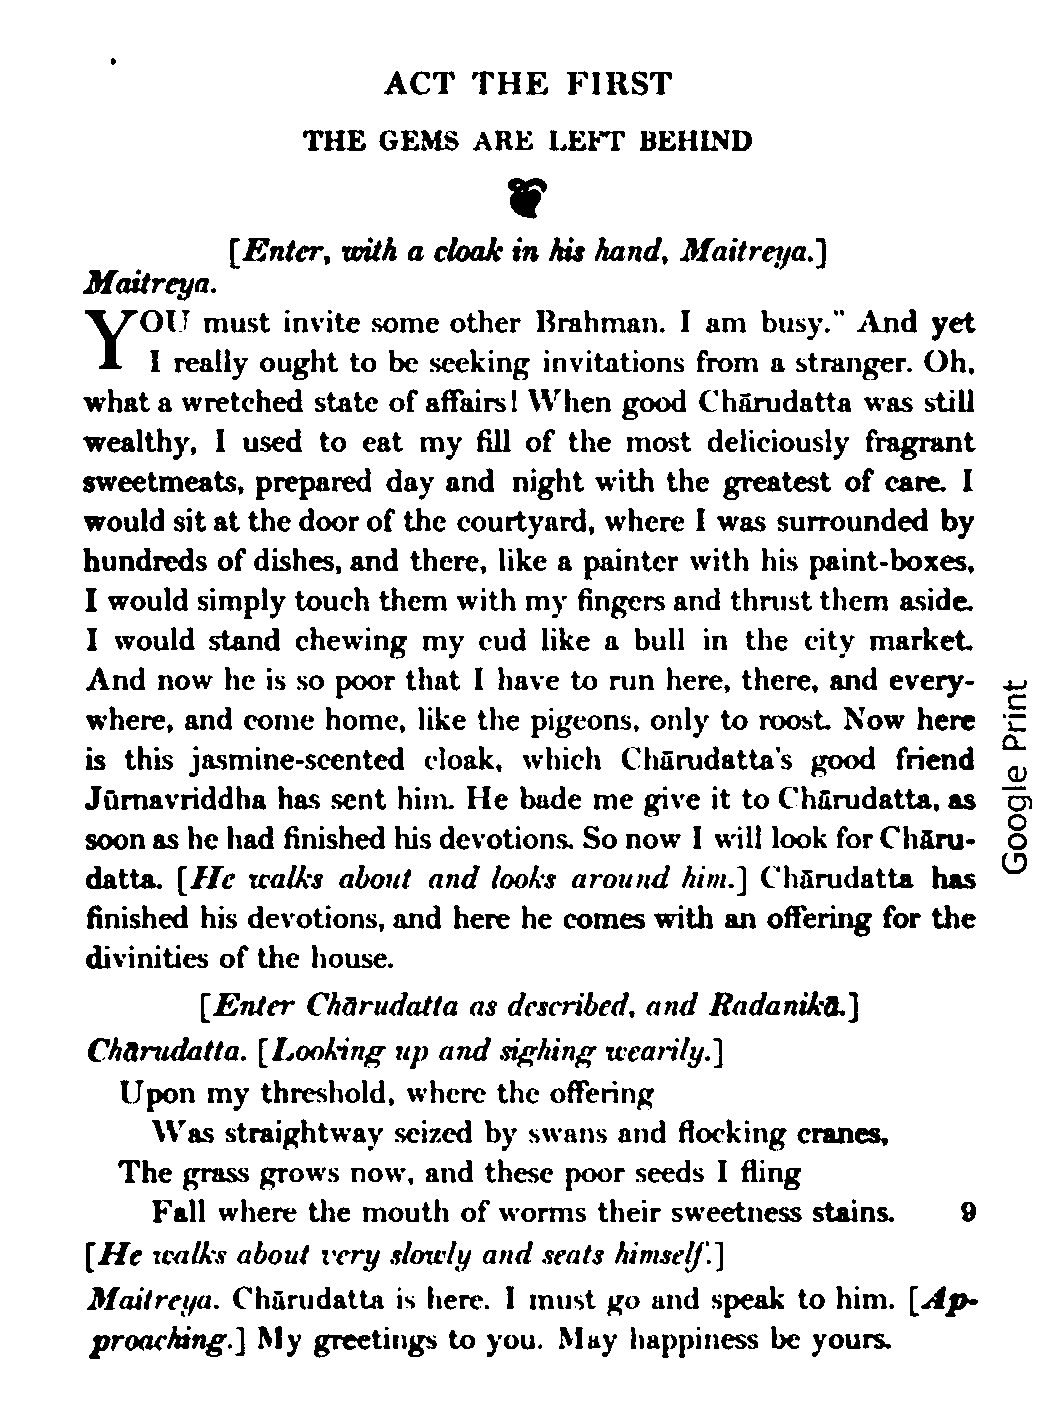 ACT THE FIRST
THE GEMS ARE LEFT BEHIND
[Enter, with a cloak in his hand, Maitreya.]
Maitreya.
YOU must invite some other Brahman. I am busy." And yet
I really ought to be seeking invitations from a stranger. Oh,
what a wretched state of affairs! When good Chārudatta was still
wealthy, I used to eat my fill of the most deliciously fragrant
sweetmeats, prepared day and night with the greatest of care. I
would sit at the door of the courtyard, where I was surrounded by
hundreds of dishes, and there, like a painter with his paint-boxes,
I would simply touch them with my fingers and thrust them aside.
I would stand chewing my cud like a bull in the city market.
And now he is so poor that I have to run here, there, and every-
where, and come home, like the pigeons, only to roost. Now here
is this jasmine-scented cloak, which Chārudatta's good friend
Jūrnavriddha has sent him. He bade me give it to Chārudatta, as
soon as he had finished his devotions. So now I will look for Chāru-
datta. [He walks about and looks around him.] Chārudatta has
finished his devotions, and here he comes with an offering for the
divinities of the house.
[Enter Chārudatta as described, and Radanikā.]
Chārudatta. [Looking up and sighing wearily.]
Upon my threshold, where the offering
Was straightway seized by swans and flocking cranes,
The grass grows now, and these poor seeds I fling
Fall where the mouth of worms their sweetness stains. 9
[He walks about very slowly and seats himself.]
Maitreya. Chārudatta is here. I must go and speak to him. [Ap-
proaching.] My greetings to you. May happiness be yours.
Google Print